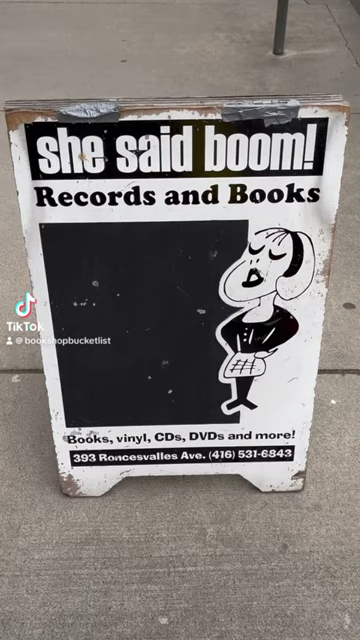 she said boom!
Records and Books
TikTok
@bookshopbucketlist
Books, vinyl, CDs, DVDs and more!
393 Roncesvalles Ave. (416) 531-6843